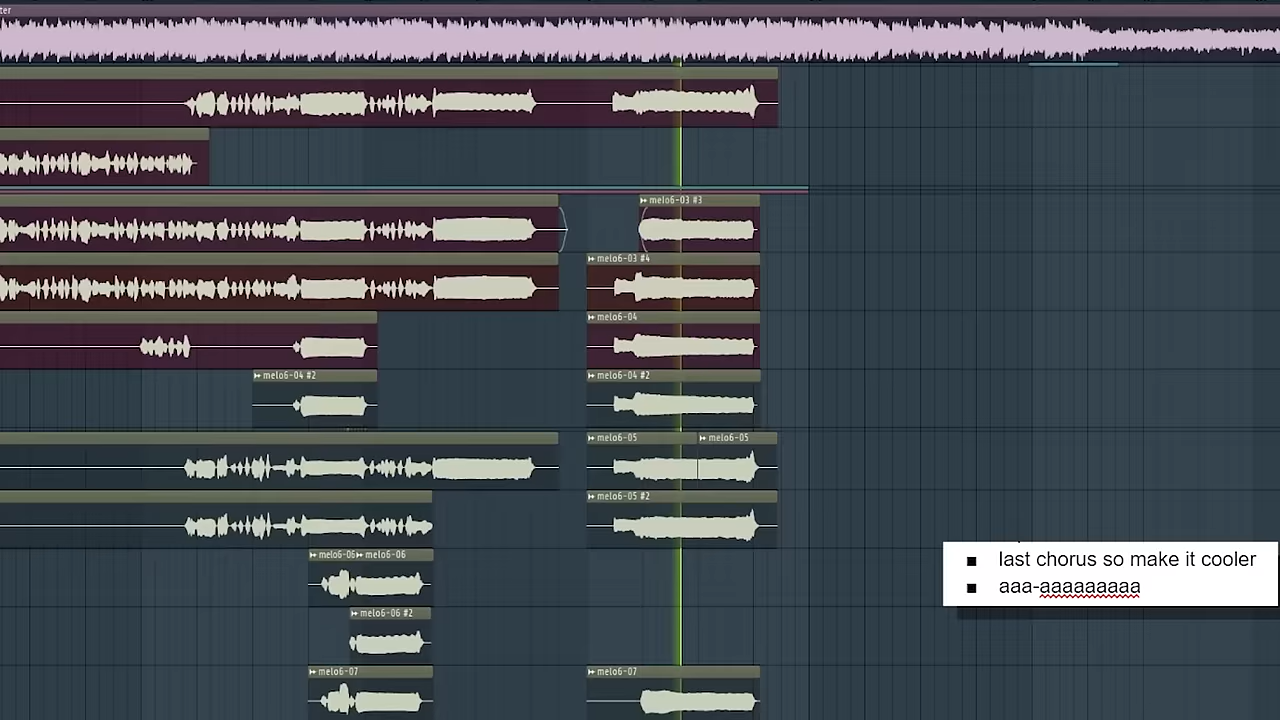 ter
melo6-03 #3
melo6-03 #4
melo6-04
melo6-04 #2
melo6-04 #2
melo6-05
melo6-05
melo6-05 #2
last chorus so make it cooler
aaa-aaaaaaaaa
melo6-06
melo6-06
melo6-06 #2
melo6-07
melo6-07